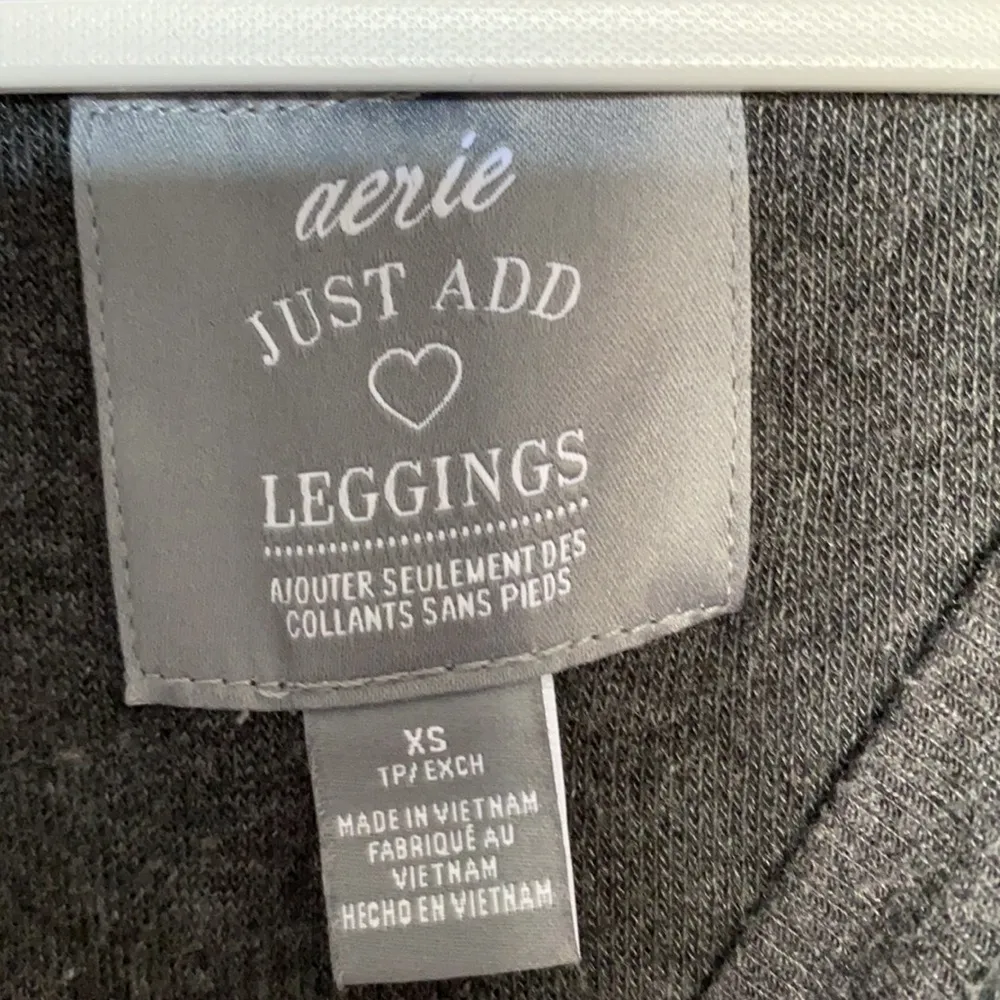 aerie
JUST ADD
LEGGINGS
AJOUTER SEULEMENT DES
COLLANTS SANS PIEDS
XS
TP/EXCH
MADE IN VIETNAM
FABRIQUÉ AU
VIETNAM
HECHO EN VIETNAM